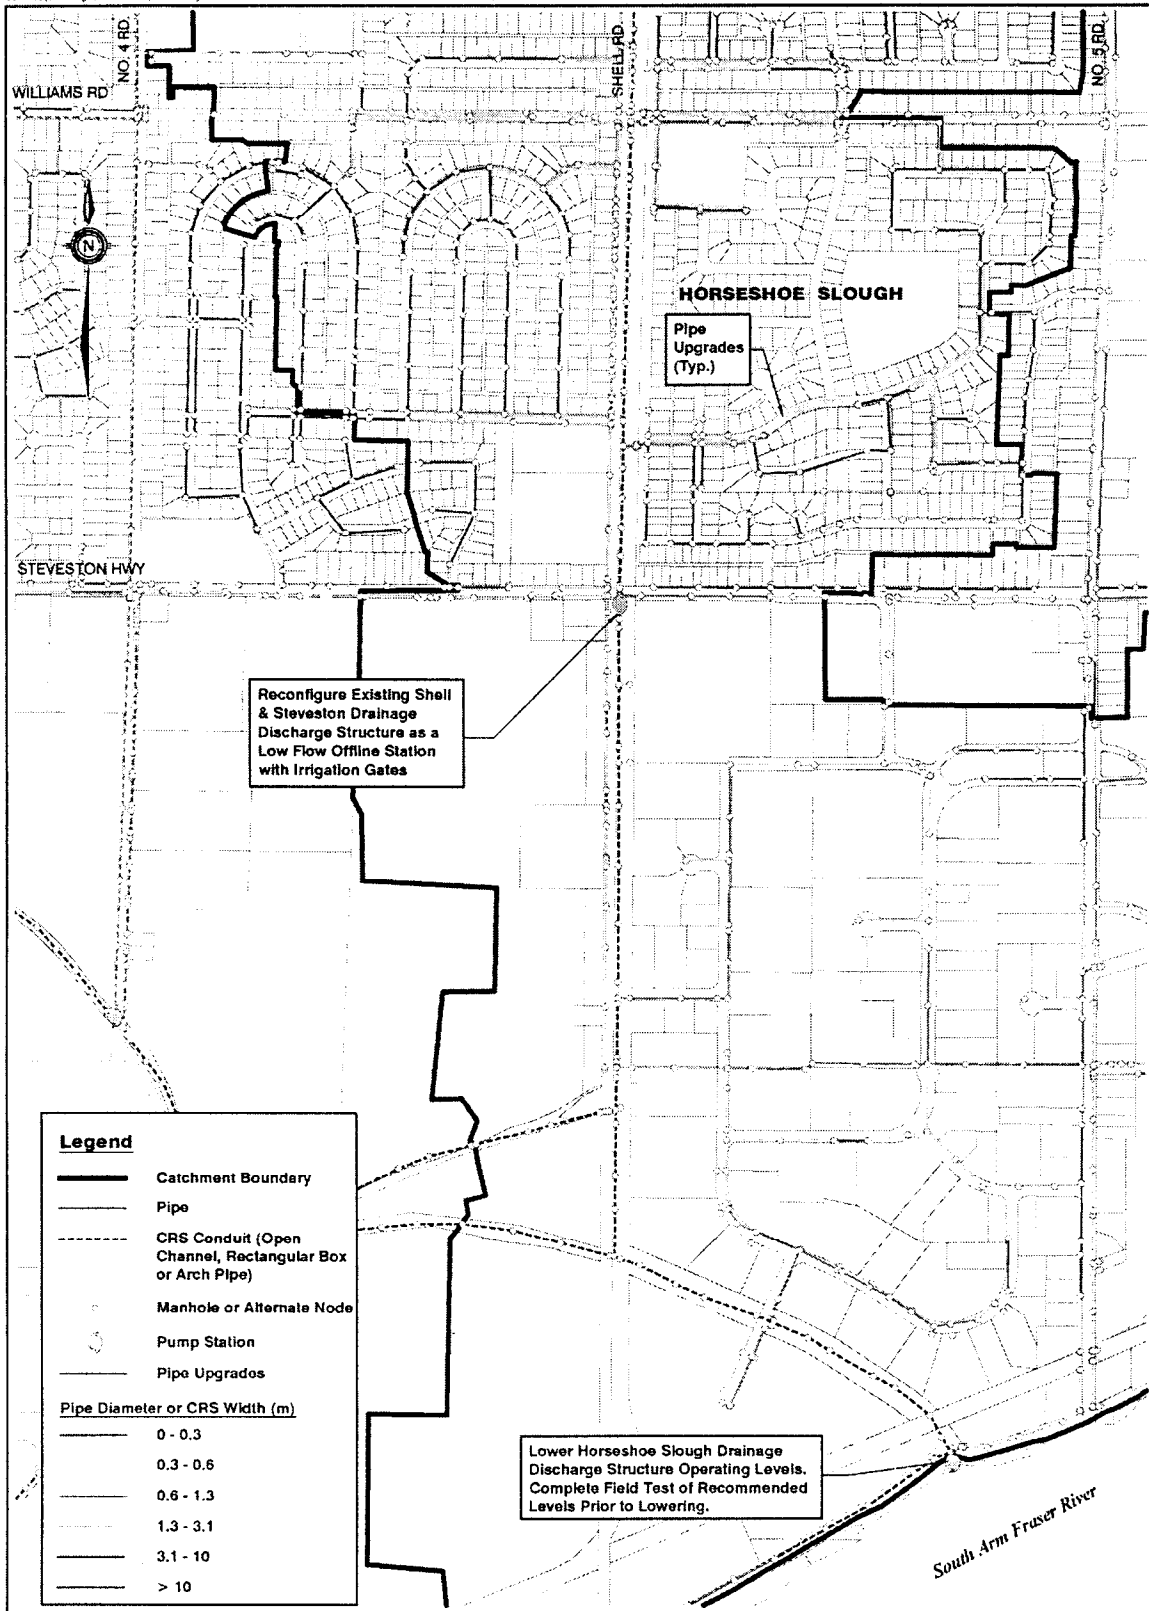 NO. 4 RD.
SHELL RD
NO. 5 RD.
WILLIAMS RD
N
HORSESHOE SLOUGH
Pipe
Upgrades
(Typ.)
STEVESTON HWY
Reconfigure Existing Shell
& Steveston Drainage
Discharge Structure as a
Low Flow Offline Station
with Irrigation Gates
Legend
Catchment Boundary
Pipe
CRS Conduit (Open
Channel, Rectangular Box
or Arch Pipe)
Manhole or Alternate Node
Pump Station
Pipe Upgrades
Pipe Diameter or CRS Width (m)
0 - 0.3
0.3 - 0.6
0.6 - 1.3
1.3 - 3.1
3.1 - 10
> 10
Lower Horseshoe Slough Drainage
Discharge Structure Operating Levels.
Complete Field Test of Recommended
Levels Prior to Lowering.
South Arm Fraser River